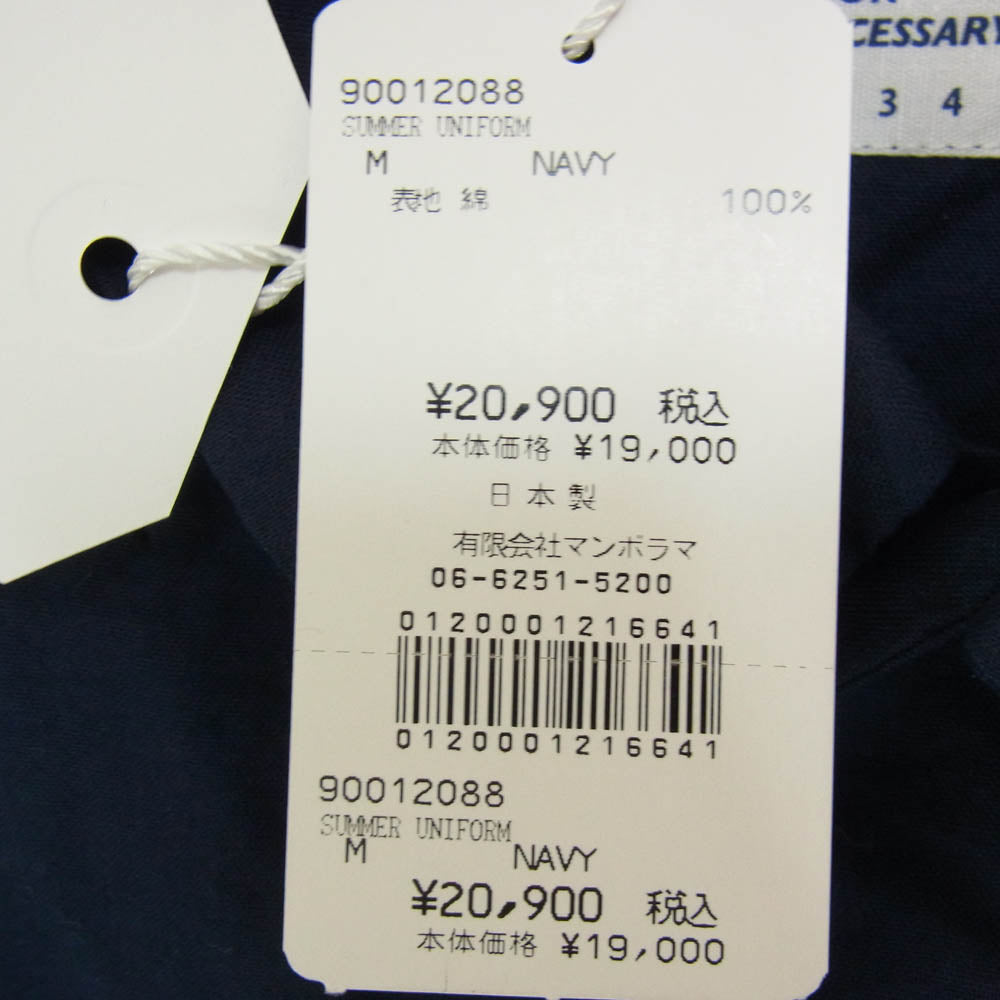 CESSARY
3 4
90012088
SUMMER UNIFORM
M NAVY
表地 綿 100%
¥20,900 税込
本体価格 ¥19,000
日本製
有限会社マンボラマ
06-6251-5200
0120001216641
0120001216641
90012088
SUMMER UNIFORM
M NAVY
¥20,900 税込
本体価格 ¥19,000